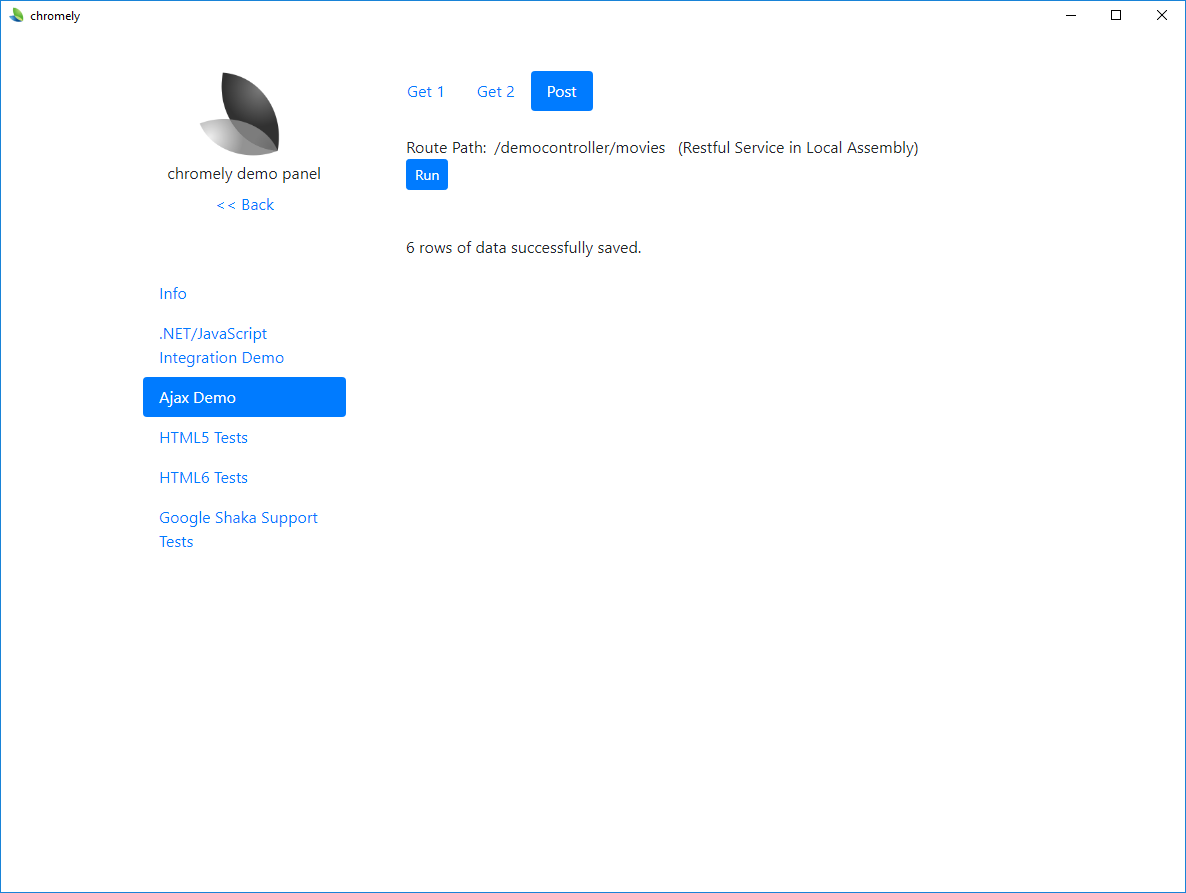 chromely
chromely demo panel
<< Back
Info
.NET/JavaScript
Integration Demo
Ajax Demo
HTML5 Tests
HTML6 Tests
Google Shaka Support
Tests
Get 1 Get 2 Post
Route Path: /democontroller/movies (Restful Service in Local Assembly)
Run
6 rows of data successfully saved.